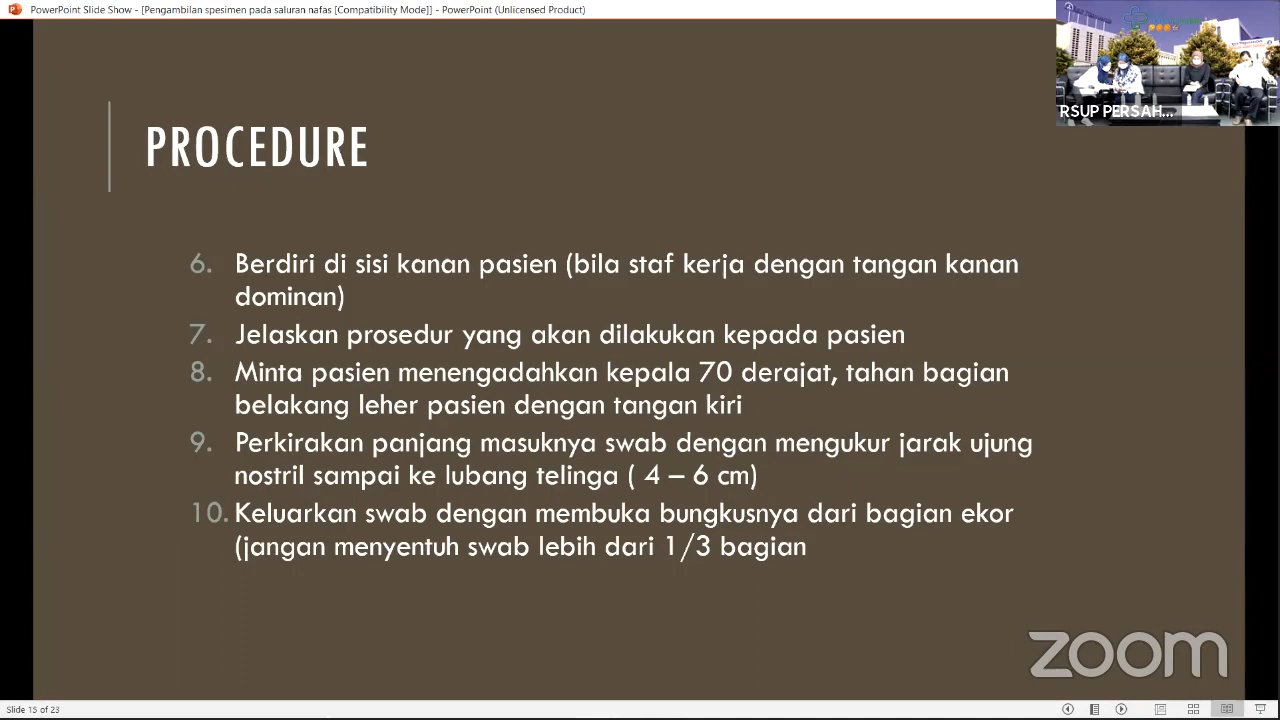 PowerPoint Slide Show - [Pengambilan spesimen pada saluran nafas [Compatibility Mode]] - PowerPoint (Unlicensed Product)
RSUP PERSAH...
PROCEDURE
6. Berdiri di sisi kanan pasien (bila staf kerja dengan tangan kanan
dominan)
7. Jelaskan prosedur yang akan dilakukan kepada pasien
8. Minta pasien menengadahkan kepala 70 derajat, tahan bagian
belakang leher pasien dengan tangan kiri
9. Perkirakan panjang masuknya swab dengan mengukur jarak ujung
nostril sampai ke lubang telinga ( 4 – 6 cm)
10. Keluarkan swab dengan membuka bungkusnya dari bagian ekor
(jangan menyentuh swab lebih dari 1/3 bagian
zoom
Slide 15 of 23